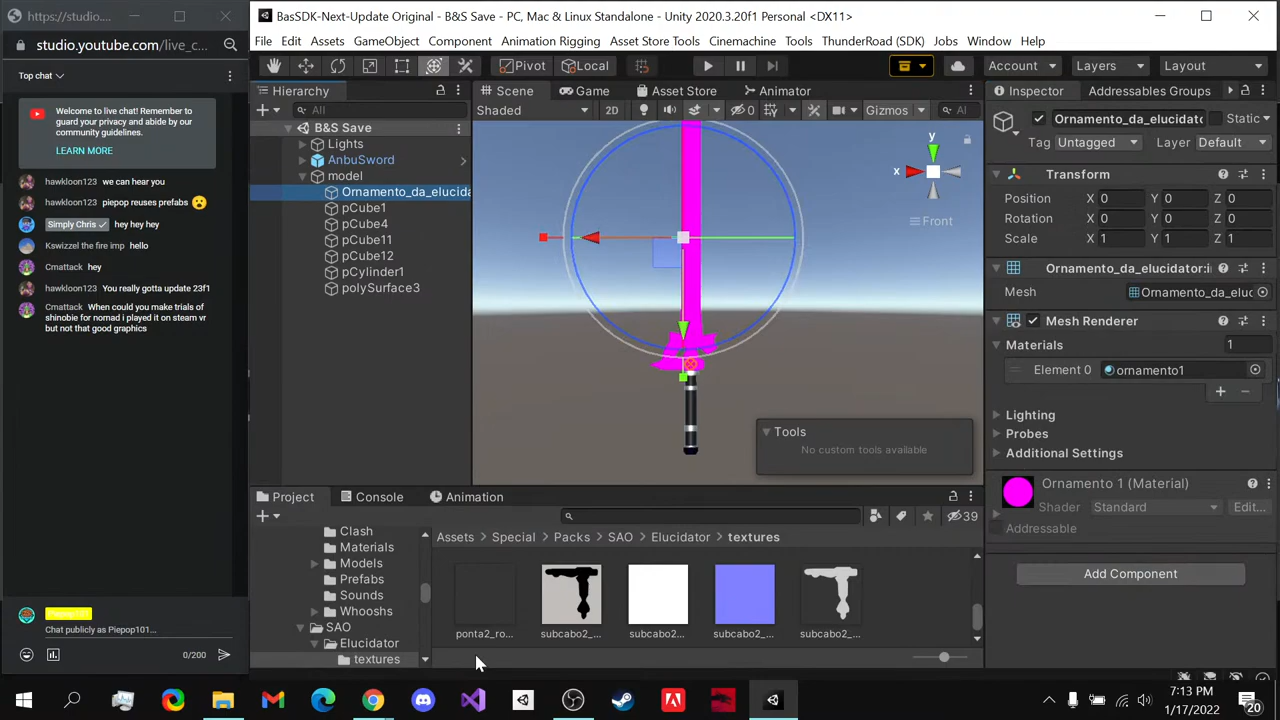 https://studio.youtube.com/live_c...
studio.youtube.com/live_c...
Top chat
Welcome to live chat! Remember to
guard your privacy and abide by our
community guidelines.
LEARN MORE
hawkloon123 we can hear you
hawkloon123 piepop reuses prefabs
Simply Chris hey hey hey
Kswizzel the fire imp hello
Cmattack hey
hawkloon123 You really gotta update 23f1
Cmattack When could you make trials of
shinobie for nomad i played it on steam vr
but not that good graphics
Piepop101
Chat publicly as Piepop101...
0/200
BasSDK-Next-Update Original - B&S Save - PC, Mac & Linux Standalone - Unity 2020.3.20f1 Personal <DX11>
File Edit Assets GameObject Component Animation Rigging Asset Store Tools Cinemachine Tools ThunderRoad (SDK) Jobs Window Help
Pivot Local Account Layers Layout
Hierarchy
All
B&S Save
Lights
AnbuSword
model
Ornamento_da_elucida
pCube1
pCube4
pCube11
pCube12
pCylinder1
polySurface3
Scene Game Asset Store Animator
Shaded 2D 0 Gizmos Al
y
x
Front
Tools
No custom tools available
Inspector Addressables Groups
Ornamento_da_elucidato Static
Tag Untagged Layer Default
Transform
Position X 0 Y 0 Z 0
Rotation X 0 Y 0 Z 0
Scale X 1 Y 1 Z 1
Mesh Ornamento_da_eluc
Mesh Renderer
Materials 1
Element 0 ornamento1
Lighting
Probes
Additional Settings
Ornamento 1 (Material)
Shader Standard Edit...
Addressable
Add Component
Project Console Animation
39
Clash
Materials
Models
Prefabs
Sounds
Whooshs
SAO
Elucidator
textures
Assets > Special > Packs > SAO > Elucidator > textures
ponta2_ro... subcabo2_... subcabo2... subcabo2_... subcabo2_...
7:13 PM
1/17/2022
20